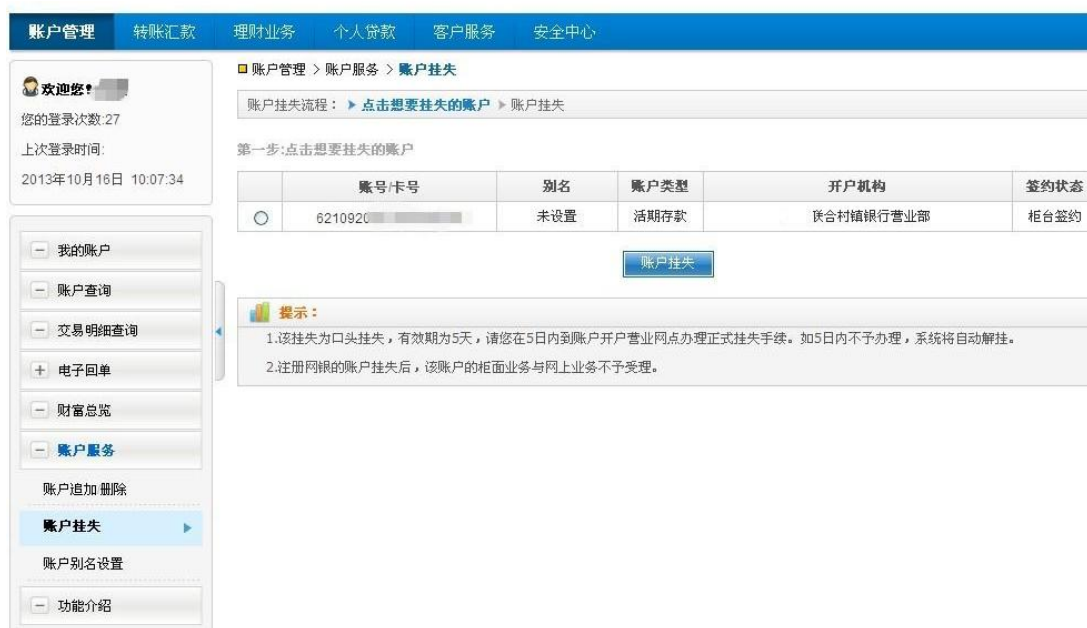 账户管理 转账汇款 理财业务 个人贷款 客户服务 安全中心
欢迎您!
您的登录次数:27
上次登录时间:
2013年10月16日 10:07:34
我的账户
账户查询
交易明细查询
电子回单
财富总览
账户服务
账户追加/删除
账户挂失
账户别名设置
功能介绍
账户管理 > 账户服务 > 账户挂失
账户挂失流程: 点击想要挂失的账户 账户挂失
第一步:点击想要挂失的账户
账号/卡号 别名 账户类型 开户机构 签约状态
6210920 未设置 活期存款 联合村镇银行营业部 柜台签约
账户挂失
提示:
1.该挂失为口头挂失,有效期为5天,请您在5日内到账户开户营业网点办理正式挂失手续。如5日内不予办理,系统将自动解挂。
2.注册网银的账户挂失后,该账户的柜面业务与网上业务不予受理。